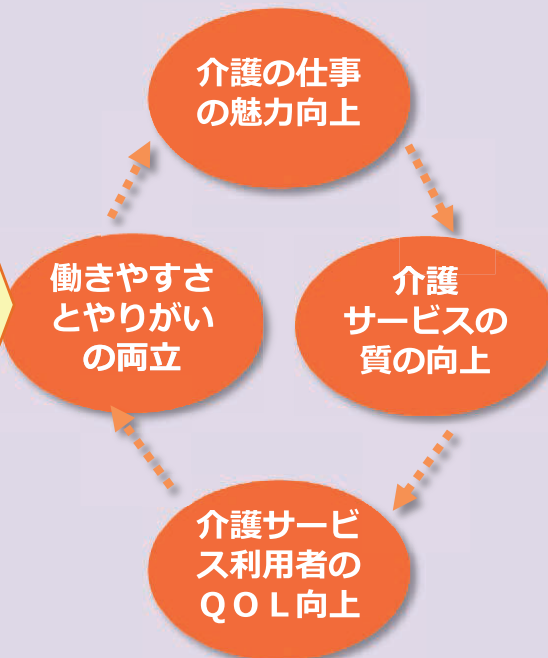 介護の仕事
の魅力向上
働きやすさ
とやりがい
の両立
介護
サービスの
質の向上
介護サービ
ス利用者の
ＱＯＬ向上